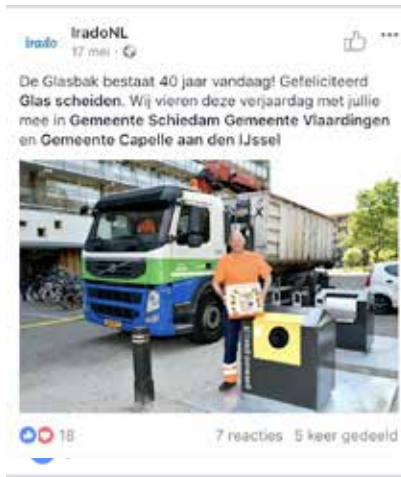 irado IradoNL
17 mei
De Glasbak bestaat 40 jaar vandaag! Gefeliciteerd
Glas scheiden. Wij vieren deze verjaardag met jullie
mee in Gemeente Schiedam Gemeente Vlaardingen
en Gemeente Capelle aan den IJssel
18 7 reacties 5 keer gedeeld